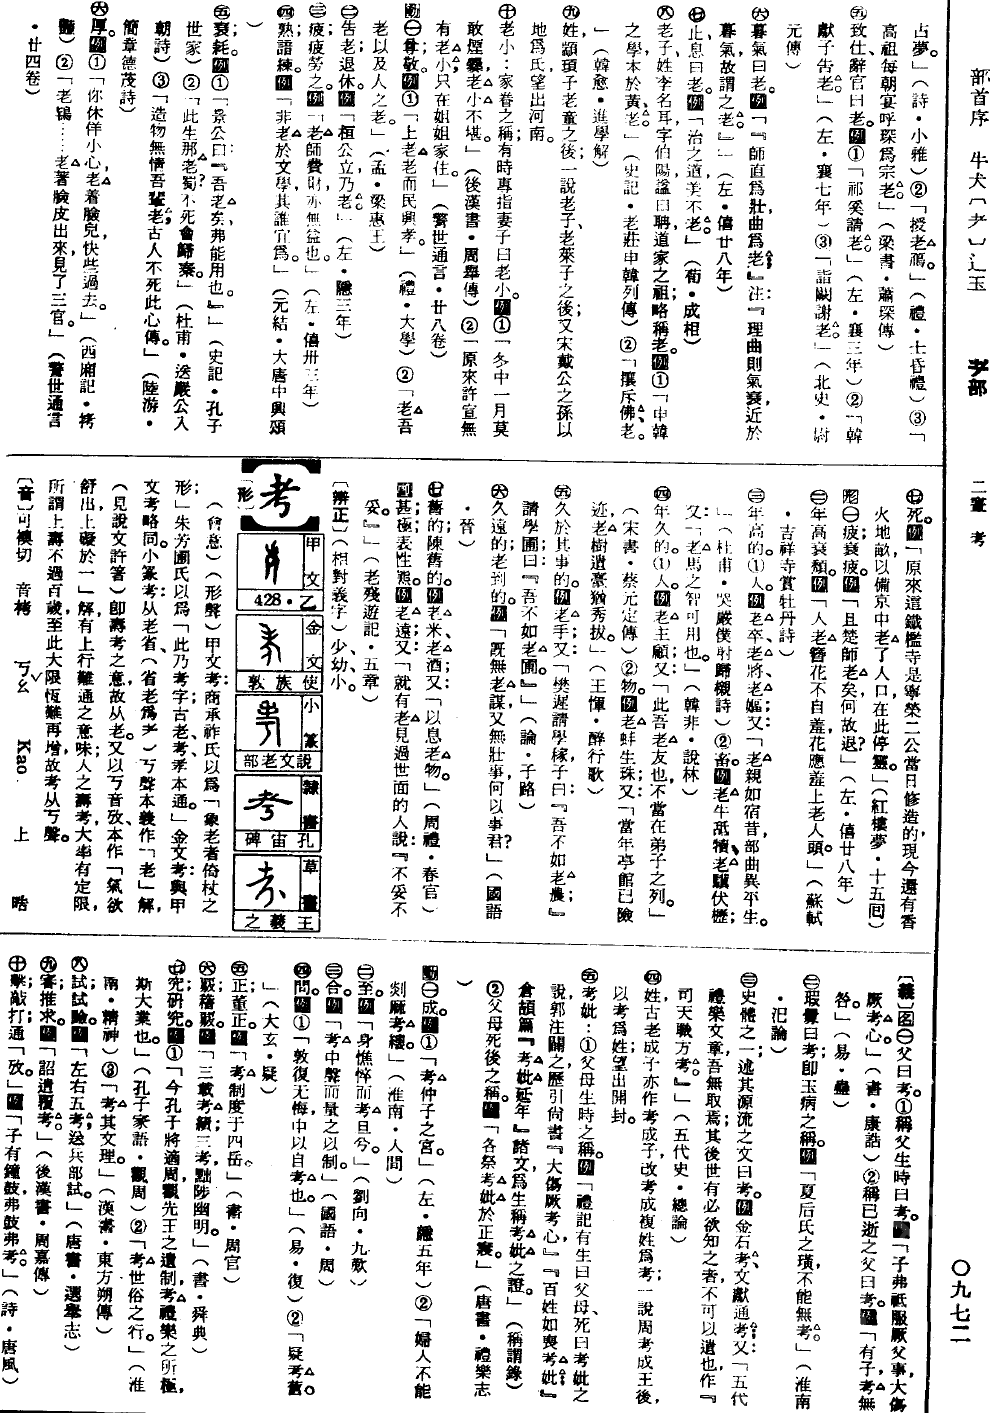 部首序　牛犬⺾耂辶玉　耂部　二畫　考　〇九七二
占夢。」（詩・小雅）②「授老鴈。」（禮・士昏禮）③「
高祖每朝宴呼琛爲宗老。」（梁書・蕭琛傳）
㊄致仕辭官曰老。例①「祁奚請老。」（左・襄三年）②「韓
獻子告老。」（左・襄七年）③「詣闕謝老。」（北史・尉
元傳）
㊅暮氣曰老。例「『師直爲壯曲爲老』注：『理曲則氣衰近於
暮氣故謂之老。』」（左・僖廿八年）
㊆止息曰老。例「治之道美不老。」（荀・成相）
㊇老子，姓李名耳字伯陽謚曰聃道家之祖；略稱老。例①「申韓
之學本於黃、老。」（史記・老莊申韓列傳）②「攘斥佛、老。
」（韓愈・進學解）
㊈姓顓頊子老童之後；一說老子、老萊子之後；又宋戴公之孫以
地爲氏望出河南。
㊉老小：家眷之稱；有時專指妻子曰老小。例①「冬中一月莫
敢煙爨老小不堪。」（後漢書・周舉傳）②「原來許宣無
有老小，只在姐姐家住。」（警世通言・廿八卷）
動㊀尊敬。例①「上老老而民興孝。」（禮・大學）②「老吾
老以及人之老。」（孟・梁惠王）
㊁告老；退休。例「桓公立乃老。」（左・隱三年）
㊂疲；疲勞之。例「老師費財亦無益也。」（左・僖卅三年）
㊃熟諳；練。例「非老於文學其誰宜爲。」（元結・大唐中興頌
）
㊄衰；耗。例①「景公曰：『吾老矣，弗能用也。』」（史記・孔子
世家）②「此生那老蜀？不死會歸秦。」（杜甫・送嚴公入
朝詩）③「造物無情吾輩老，古人不死此心傳。」（陸游・
簡章德茂詩）
㊅厚。例①「你休佯小心，老着臉兒快些過去。」（西廂記・拷
豔）②「老鴇……老著臉皮出來見了三官。」（警世通言
・廿四卷）
㊆死。例「原來這鐵檻寺是寧榮二公當日修造的，現今還有香
火地畝以備京中老了人口，在此停靈。」（紅樓夢・十五回）
形㊀疲；衰疲。例「且楚師老矣，何故退？」（左・僖廿八年）
㊁年高衰頹。例「人老簪花不自羞花應羞上老人頭。」（蘇軾
・吉祥寺賞牡丹詩）
㊂年高的：①人。例老卒、老將、老嫗；又「老親如宿昔，部曲異平生。
」（杜甫・哭嚴僕射歸櫬詩）②畜。例老牛舐犢、老驥伏櫪；
又「老馬之智可用也。」（韓非・說林）
㊃年久的：①人。例老主顧；又「此吾老友也不當在弟子之列。」
（宋書・蔡元定傳）②物。例老蚌生珠；又「當年亭館已陵
迹，老樹遺臺猶秀拔。」（王惲・醉行歌）
㊄久於其事的。例老手；又「樊遲請學稼，子曰：『吾不如老農；』
請學圃，曰：『吾不如老圃。』」（論・子路）
㊅久遠的；老到的。例「既無老謀又無壯事何以事君？」（國語
・晉）
㊆舊的；陳舊的。例老米、老酒；又「以息老物。」（周禮・春官）
副甚；極；表性態。例老遠；又「就有老見過世面的人說：『不妥，不
妥。』」（老殘遊記・五章）
〔辨正〕（相對義字）少、幼、小。
考
〔形〕
甲文　428・乙
金文　使族敦
小篆　說文老部
隸書　孔宙碑
草書　王羲之
（會意）（形聲）甲文考，商承祚氏以爲「象老者倚杖之
形；」朱芳圃氏以爲「此乃考字，古老、考、孝本通。」金文考與甲
文考略同。小篆考：从老省（省老爲耂）丂聲，本義作「老」解，
（見說文許箸）卽壽考之意，故从老。又以丂音攷，本作「氣欲
舒出上礙於一」解，有上行難通之意味；人之壽考大率有定限，
所謂上壽不過百歲，至此大限恆難再增，故考从丂聲。
〔音〕可襖切　音栲　ㄎㄠˇ　Kao　上　晧
〔義〕名㊀父曰考：①稱父生時曰考。例「子弗祇服厥父事，大傷
厥考心。」（書・康誥）②稱已逝之父曰考。例「有子考無
咎。」（易・蠱）
㊁瑕釁曰考；卽玉病之稱。例「夏后氏之璜不能無考。」（淮南
・氾論）
㊂史體之一；述其源流之文曰考。例金石考、文獻通考；又「五代
禮樂文章吾無取焉，其後世有必欲知之者不可以遺也作『
司天職方考。』」（五代史・總論）
㊃姓古老成子亦作考成子，改考成複姓爲考；一說周考成王後，
以考爲姓，望出開封。
㊄考妣：①父母生時之稱。例「禮記有生曰父母，死曰考妣之
說，郭注關之，歷引尚書『大傷厥考心，』『百姓如喪考妣，』
倉頡篇『考妣延年』諸文爲生稱考妣之證。」（稱謂錄）
②父母死後之稱。例「各祭考妣於正寢。」（唐書・禮樂志
）
動㊀成。例①「考仲子之宮。」（左・隱五年）②「婦人不能
剡麻考縷。」（淮南・人間）
㊁至。例「身憔悴而考旦兮。」（劉向・九歎）
㊂合。例「考中聲而量之以制。」（國語・周）
㊃問。例①「敦復无悔，中以自考也。」（易・復）②「疑考舊。
」（大玄・疑）
㊄正；董正。例「考制度于四岳。」（書・周官）
㊅覈；稽覈。例「三載考績，三考黜陟幽明。」（書・舜典）
㊆究；研究。例①「今孔子將適周，觀先王之遺制，考禮樂之所極，
斯大業也。」（孔子家語・觀周）②「考世俗之行。」（淮
南・精神）③「考其文理。」（漢書・東方朔傳）
㊇試；試驗。例「左右五考送兵部試。」（唐書・選舉志）
㊈審；推求。例「詔遣覆考。」（後漢書・周嘉傳）
㊉擊；敲打；通「攷。」例「子有鐘鼓，弗鼓弗考。」（詩・唐風）